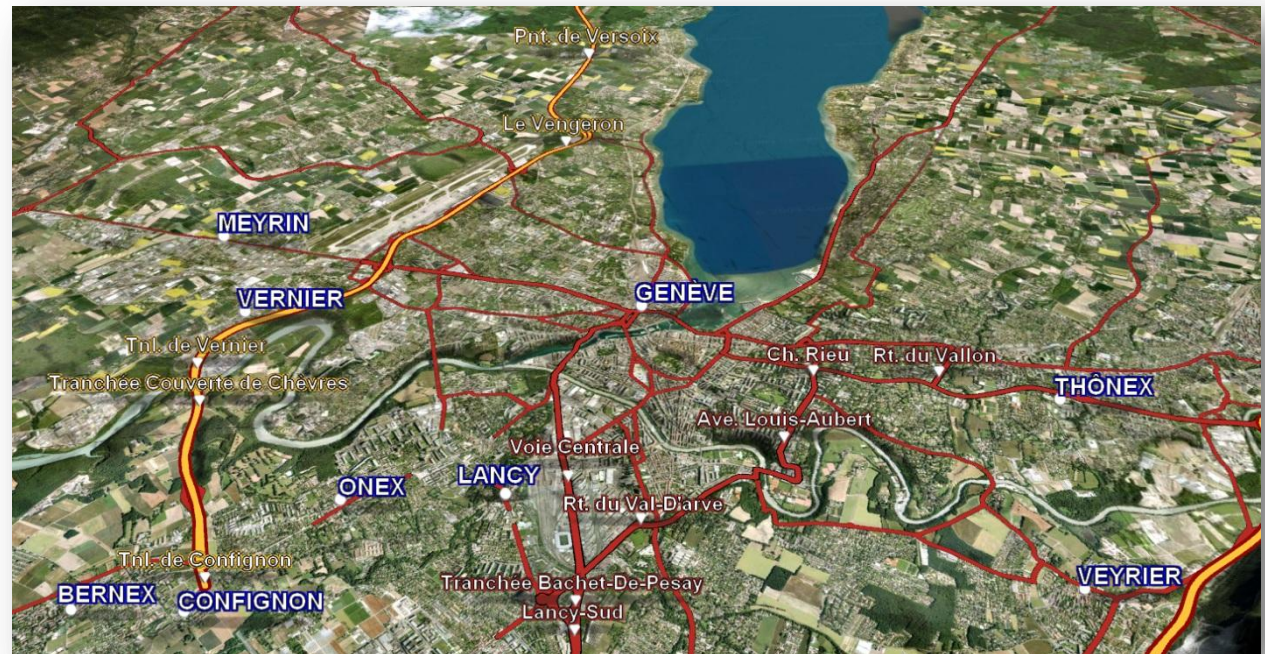 Pnt. de Versoix
Le Vengeron
MEYRIN
GENÈVE
VERNIER
Tnl. de Vernier
Ch. Rieu
Rt. du Vallon
Tranchée Couverte de Chèvres
THÔNEX
Ave. Louis-Aubert
Voie Centrale
LANCY
ONEX
Rt. du Val-D'arve
Tnl. de Confignon
VEYRIER
Tranchée Bachet-De-Pesay
BERNEX
CONFIGNON
Lancy-Sud